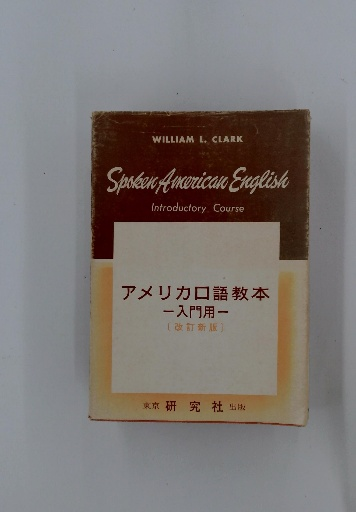 WILLIAM L. CLARK
Spoken American English
Introductory Course
アメリカ口語教本
ー入門用ー
[改訂新版]
東京 研究社 出版